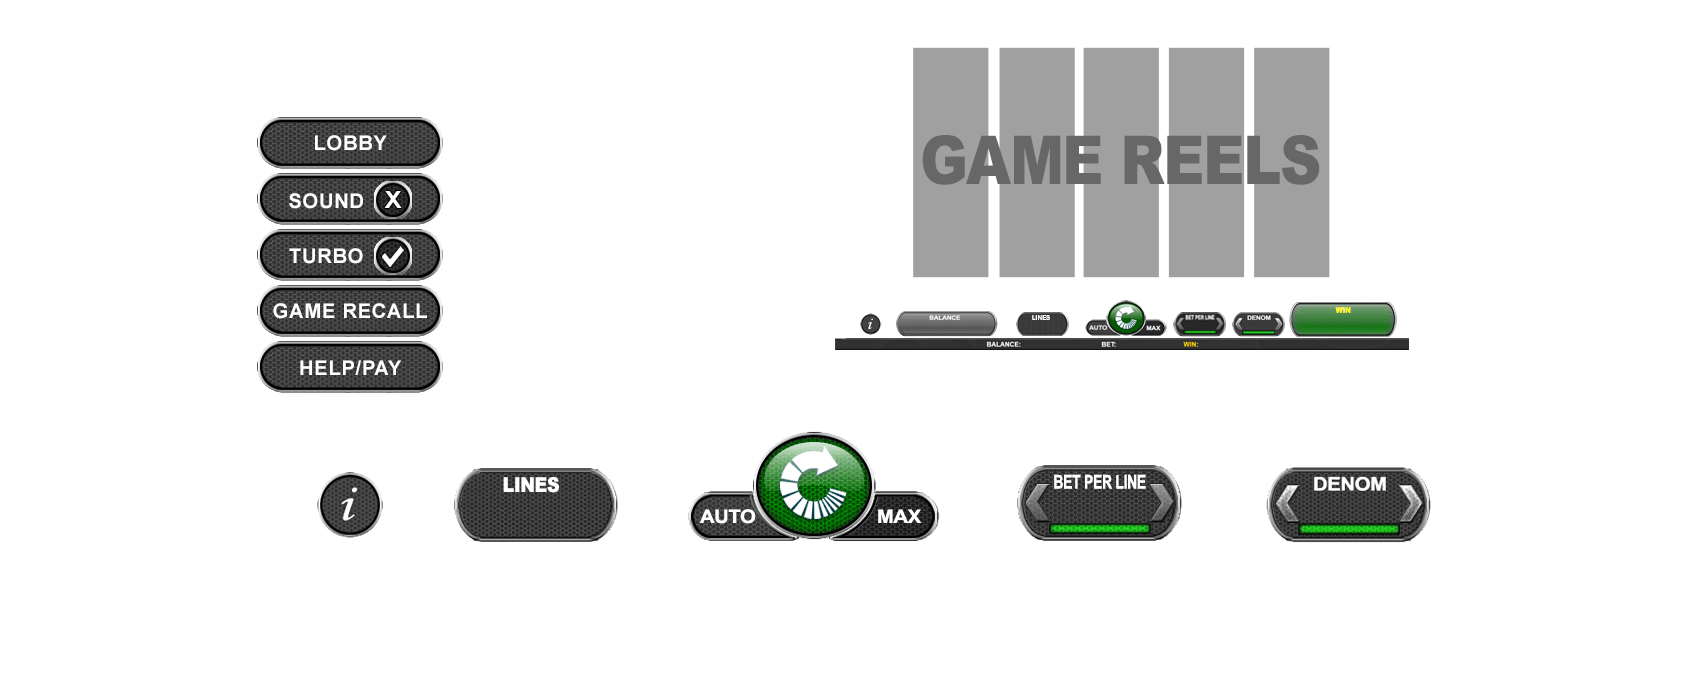 LOBBY
SOUND X
TURBO
GAME RECALL
HELP/PAY
GAME REELS
i BALANCE LINES AUTO MAX BET PER LINE DENOM WIN
BALANCE: BET: WIN:
i LINES AUTO MAX BET PER LINE DENOM